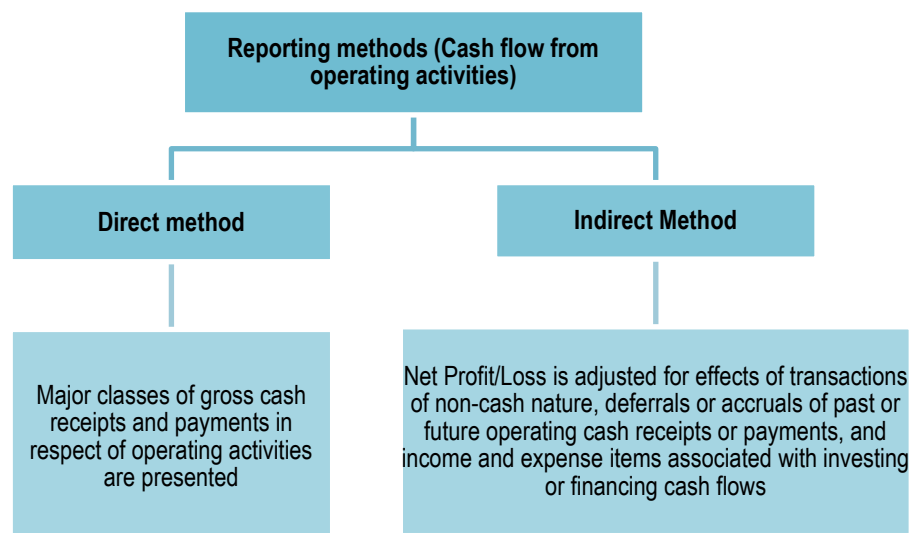 Reporting methods (Cash flow from
operating activities)
Direct method
Indirect Method
Major classes of gross cash
receipts and payments in
respect of operating activities
are presented
Net Profit/Loss is adjusted for effects of transactions
of non-cash nature, deferrals or accruals of past or
future operating cash receipts or payments, and
income and expense items associated with investing
or financing cash flows